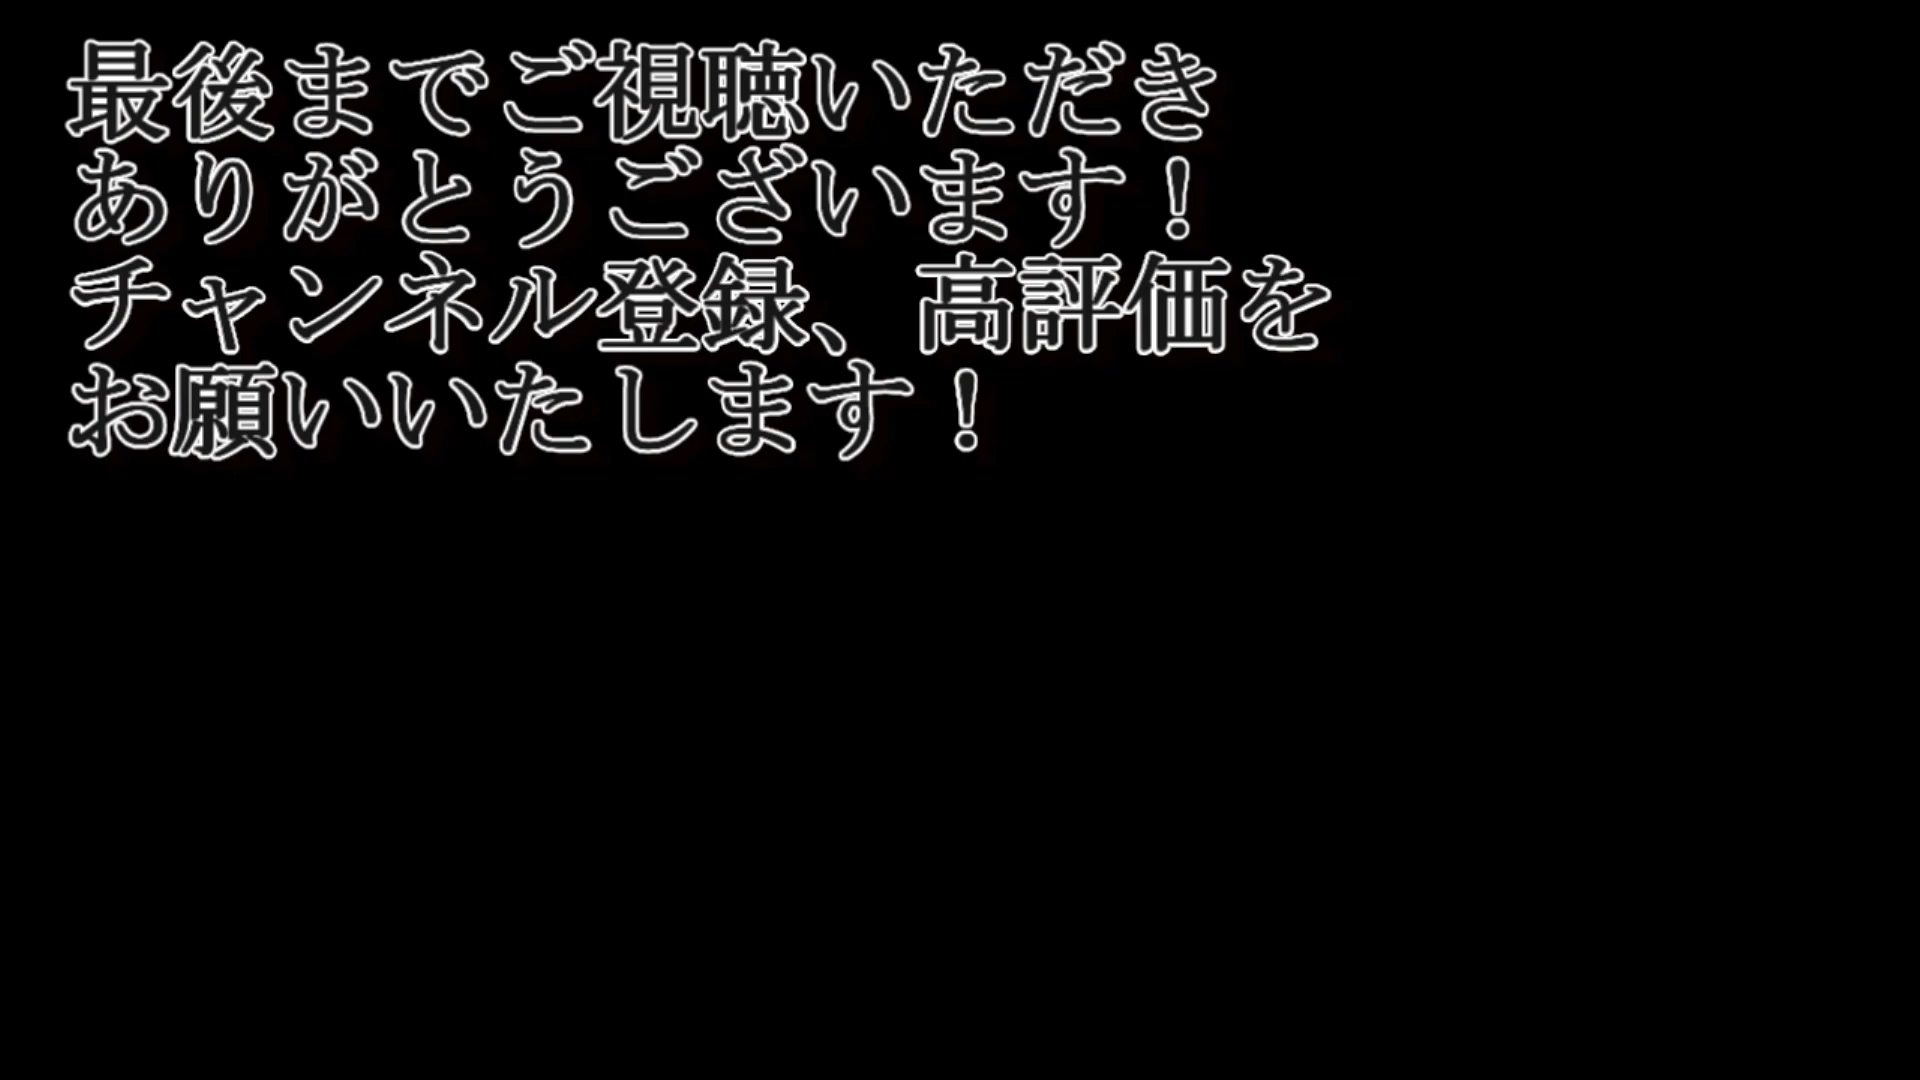 最後までご視聴いただき
ありがとうございます！
チャンネル登録、高評価を
お願いいたします！